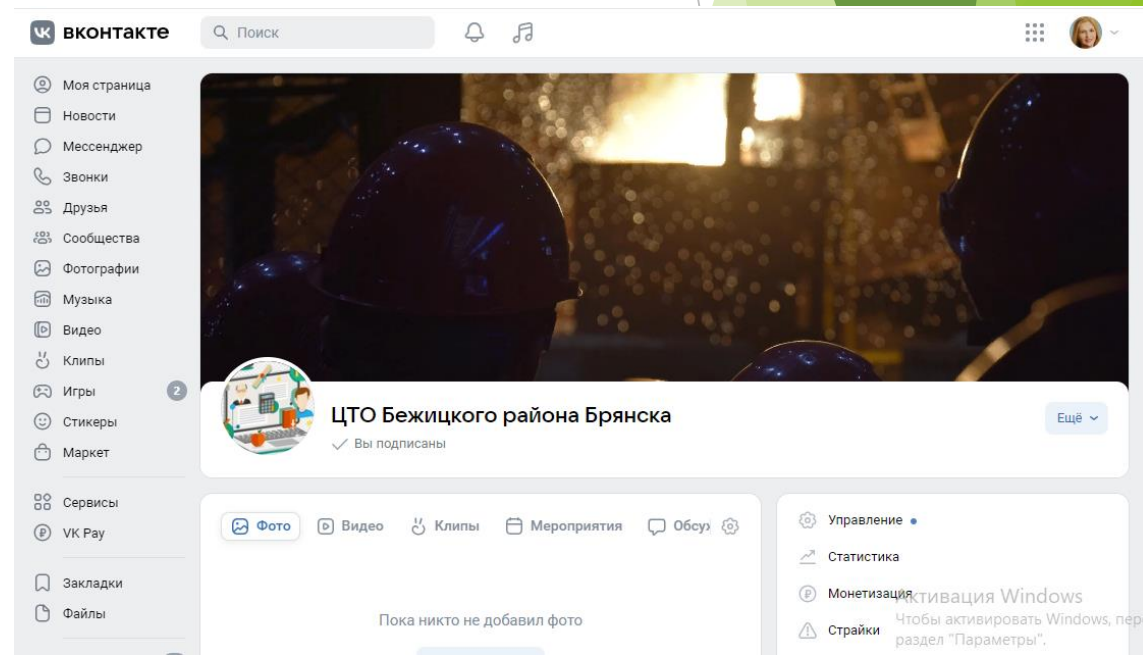 вконтакте
Поиск
Моя страница
Новости
Мессенджер
Звонки
Друзья
Сообщества
Фотографии
Музыка
Видео
Клипы
Игры 2
Стикеры
Маркет
Сервисы
VK Pay
Закладки
Файлы
ЦТО Бежицкого района Брянска
Вы подписаны
Ещё
Фото Видео Клипы Мероприятия Обсу
Пока никто не добавил фото
Управление
Статистика
Монетизация
Страйки
Активация Windows
Чтобы активировать Windows, пер
раздел "Параметры".